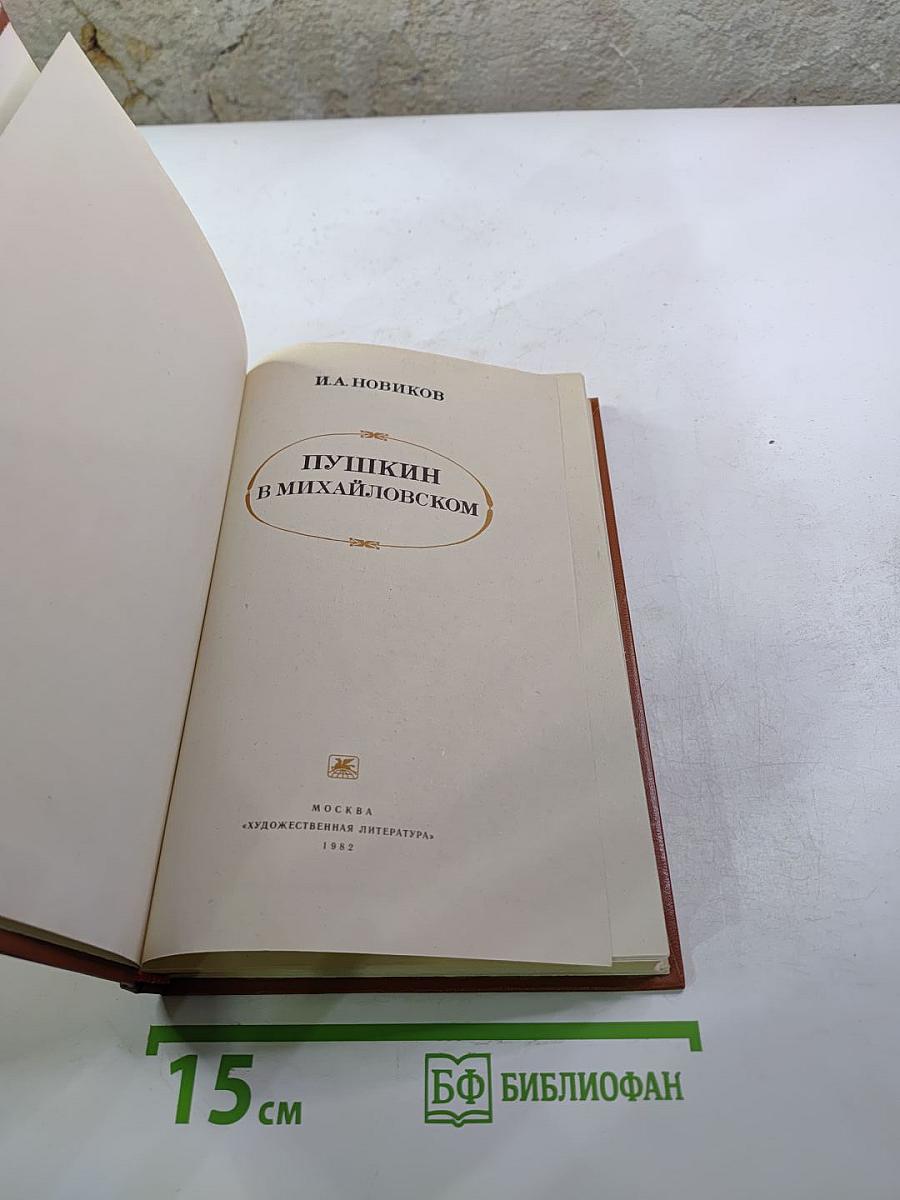 И.А.НОВИКОВ
ПУШКИН
В МИХАЙЛОВСКОМ
МОСКВА
«ХУДОЖЕСТВЕННАЯ ЛИТЕРАТУРА»
1982
15 см
БФ БИБЛИОФАН